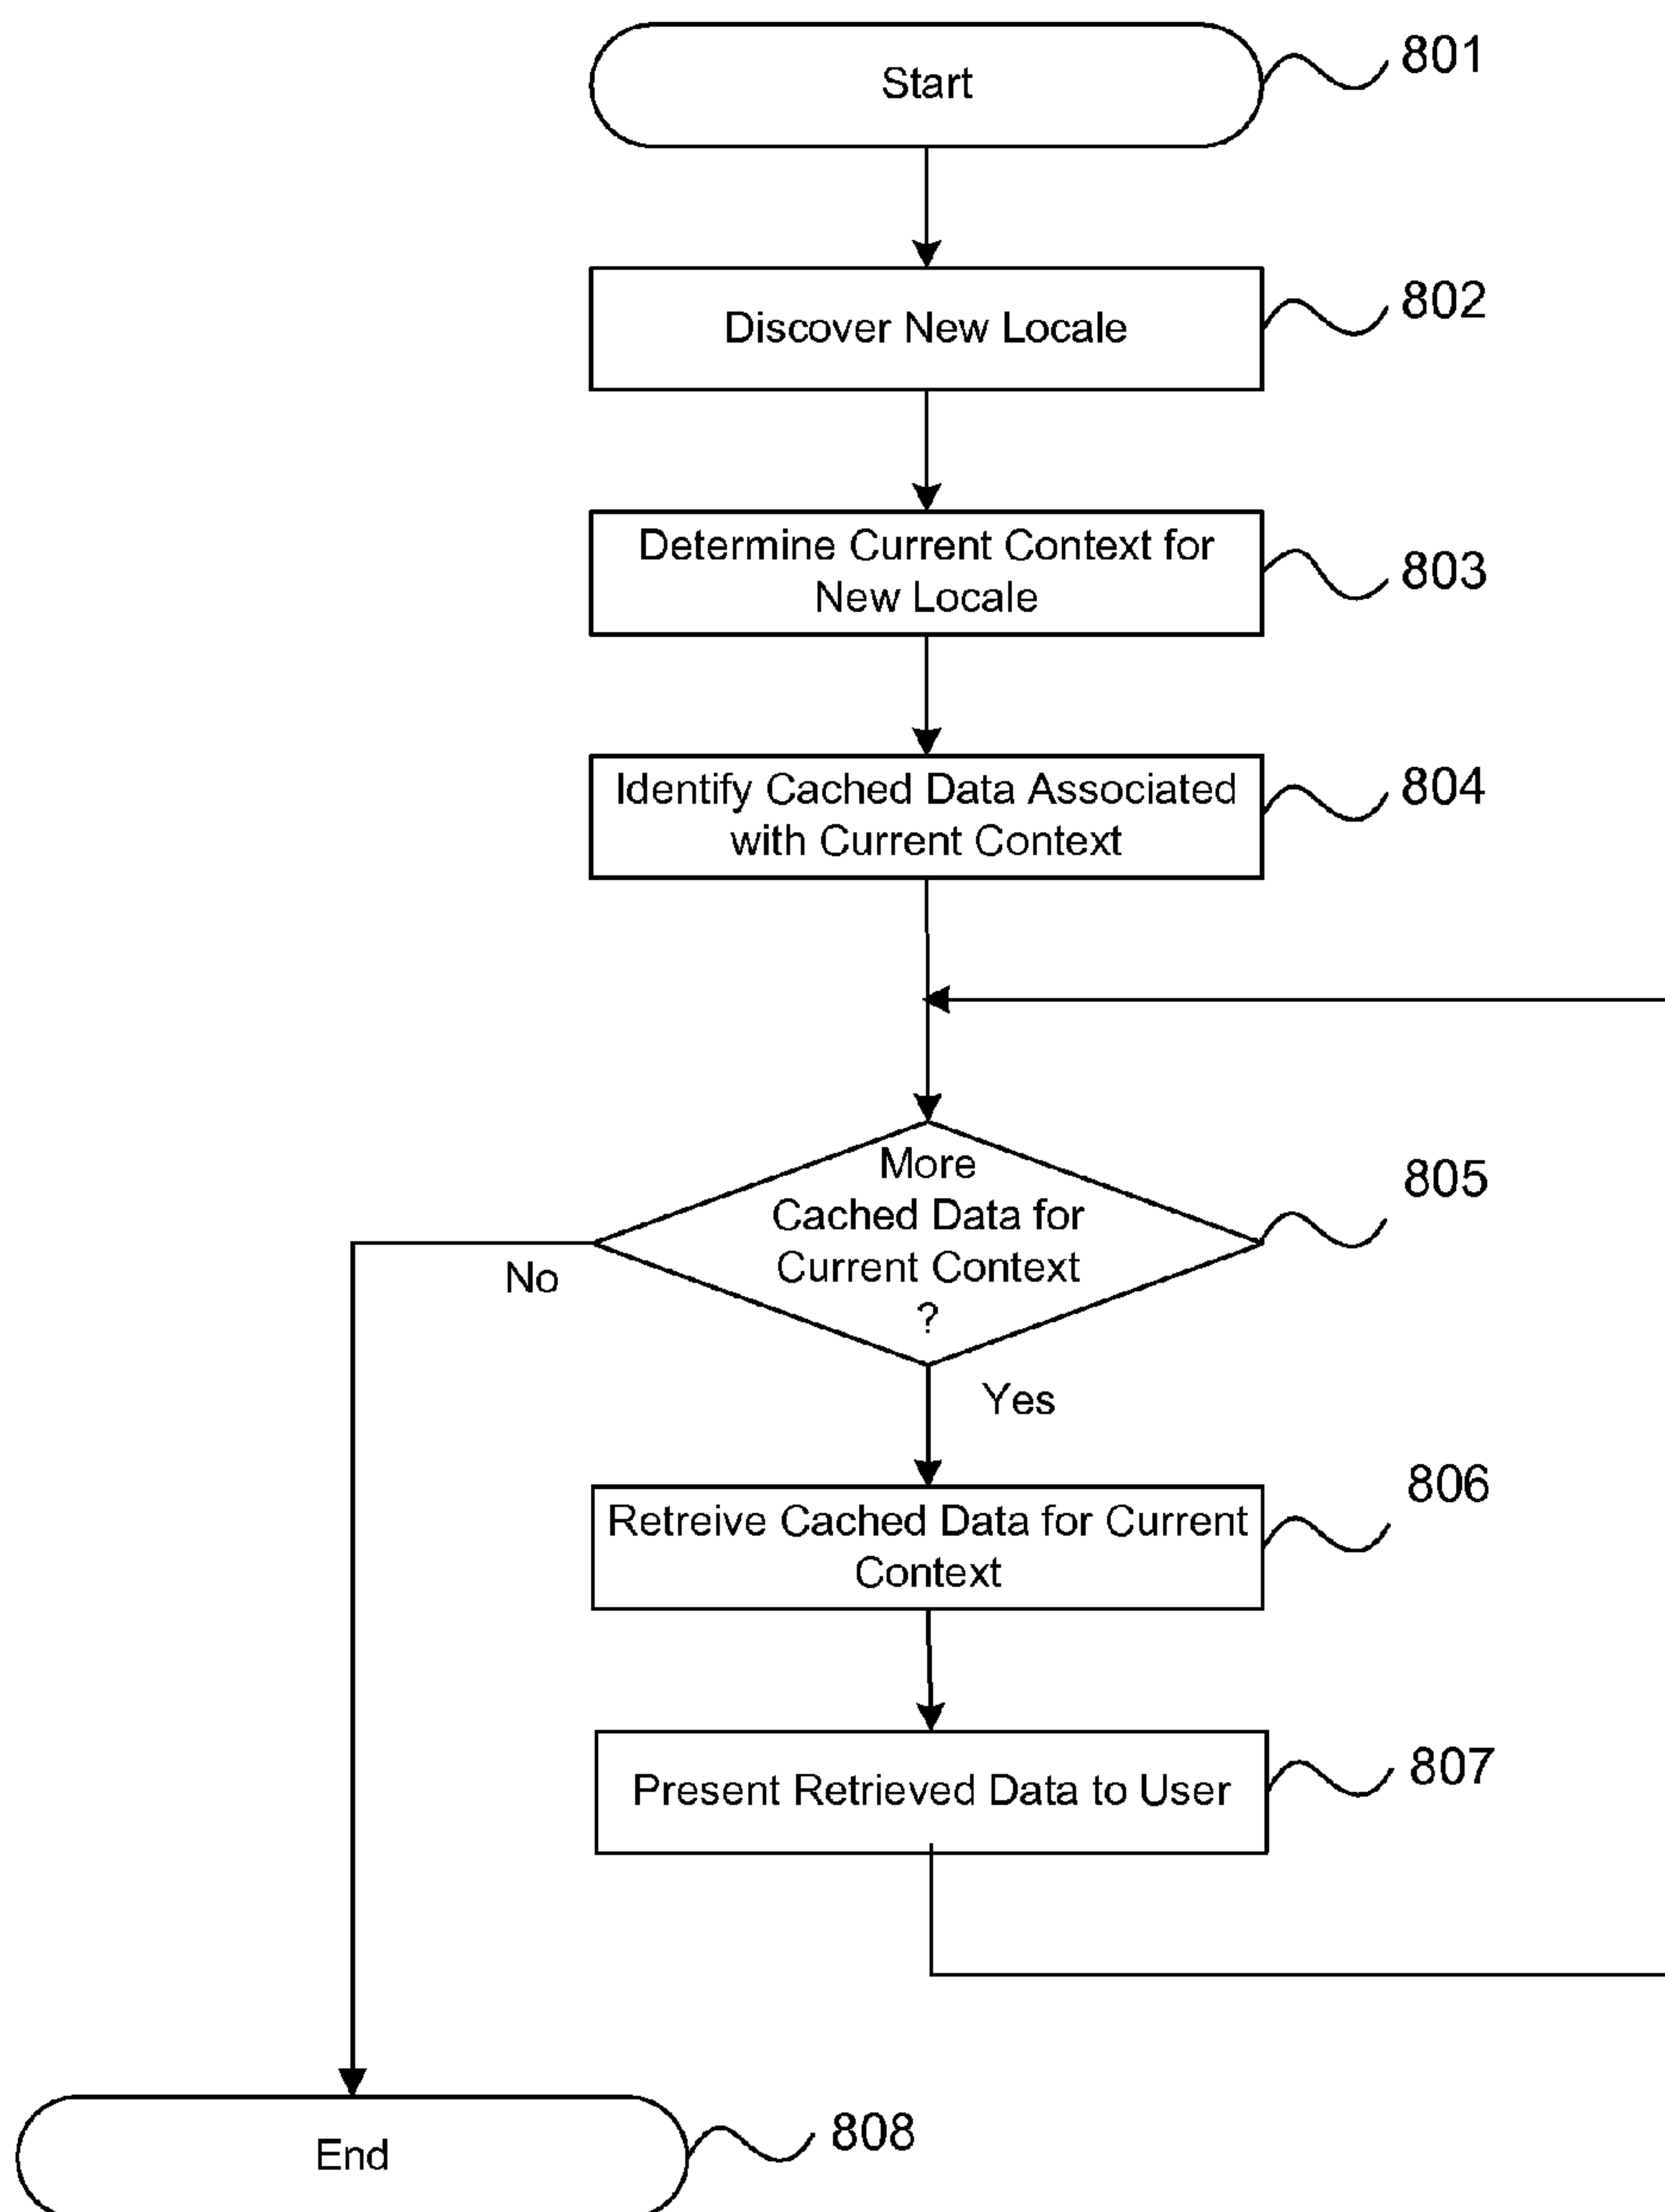 Start
801
Discover New Locale
802
Determine Current Context for
New Locale
803
Identify Cached Data Associated
with Current Context
804
More
Cached Data for
Current Context
?
805
No
Yes
Retreive Cached Data for Current
Context
806
Present Retrieved Data to User
807
End
808